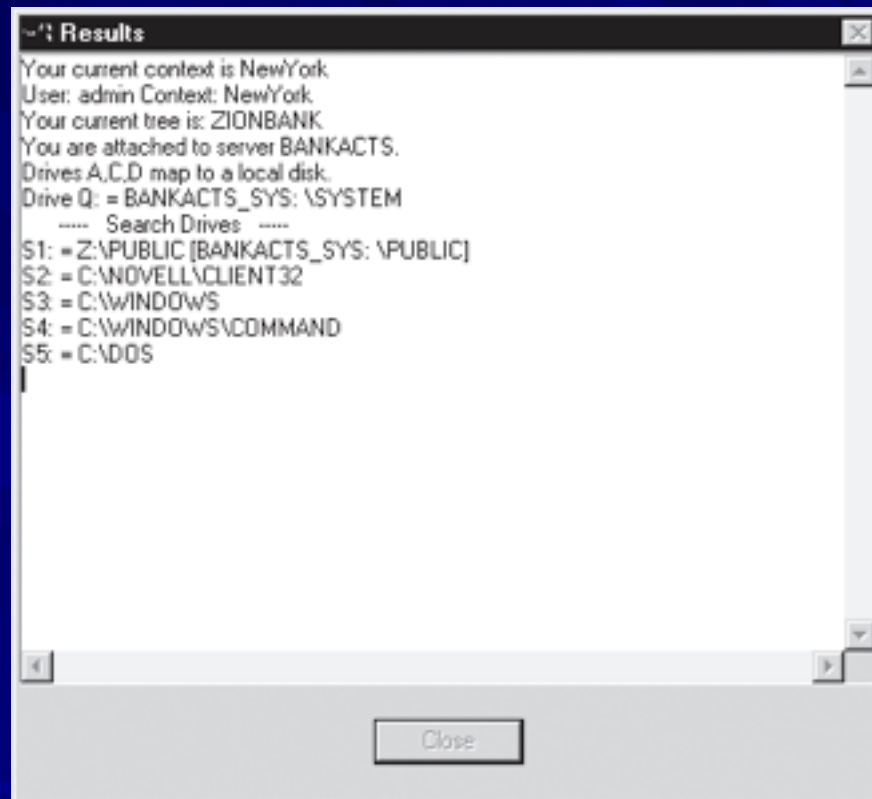 Results
Your current context is NewYork
User: admin Context: NewYork
Your current tree is: ZIONBANK
You are attached to server BANKACTS.
Drives A,C,D map to a local disk.
Drive Q: = BANKACTS_SYS: \SYSTEM
----- Search Drives -----
S1: = Z:\PUBLIC [BANKACTS_SYS: \PUBLIC]
S2: = C:\NOVELL\CLIENT32
S3: = C:\WINDOWS
S4: = C:\WINDOWS\COMMAND
S5: = C:\DOS
Close